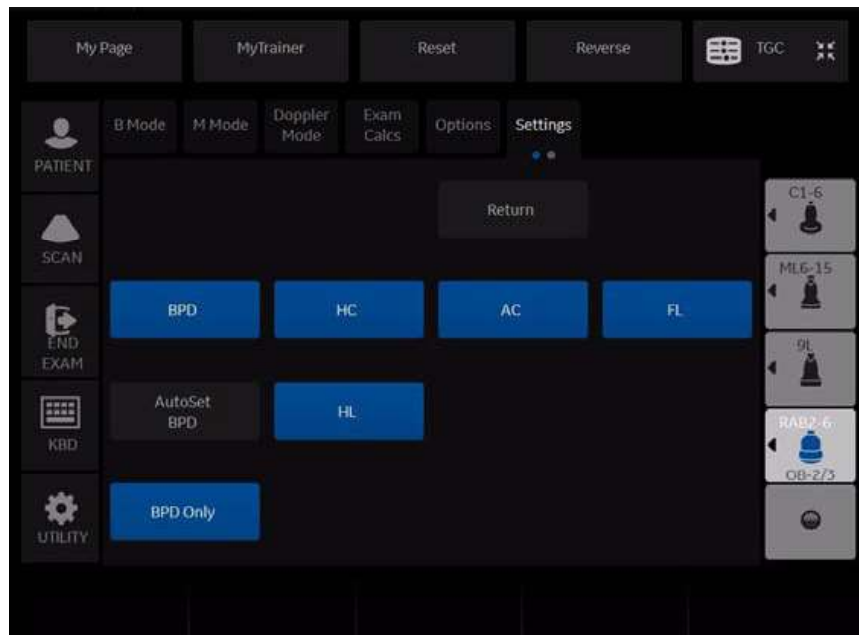 My Page
MyTrainer
Reset
Reverse
TGC
PATIENT
B Mode
M Mode
Doppler
Mode
Exam
Calcs
Options
Settings
SCAN
END
EXAM
KBD
UTILITY
Return
BPD
HC
AC
FL
AutoSet
BPD
HL
BPD Only
C1-6
ML6-15
9L
RAB2-6
OB-2/3